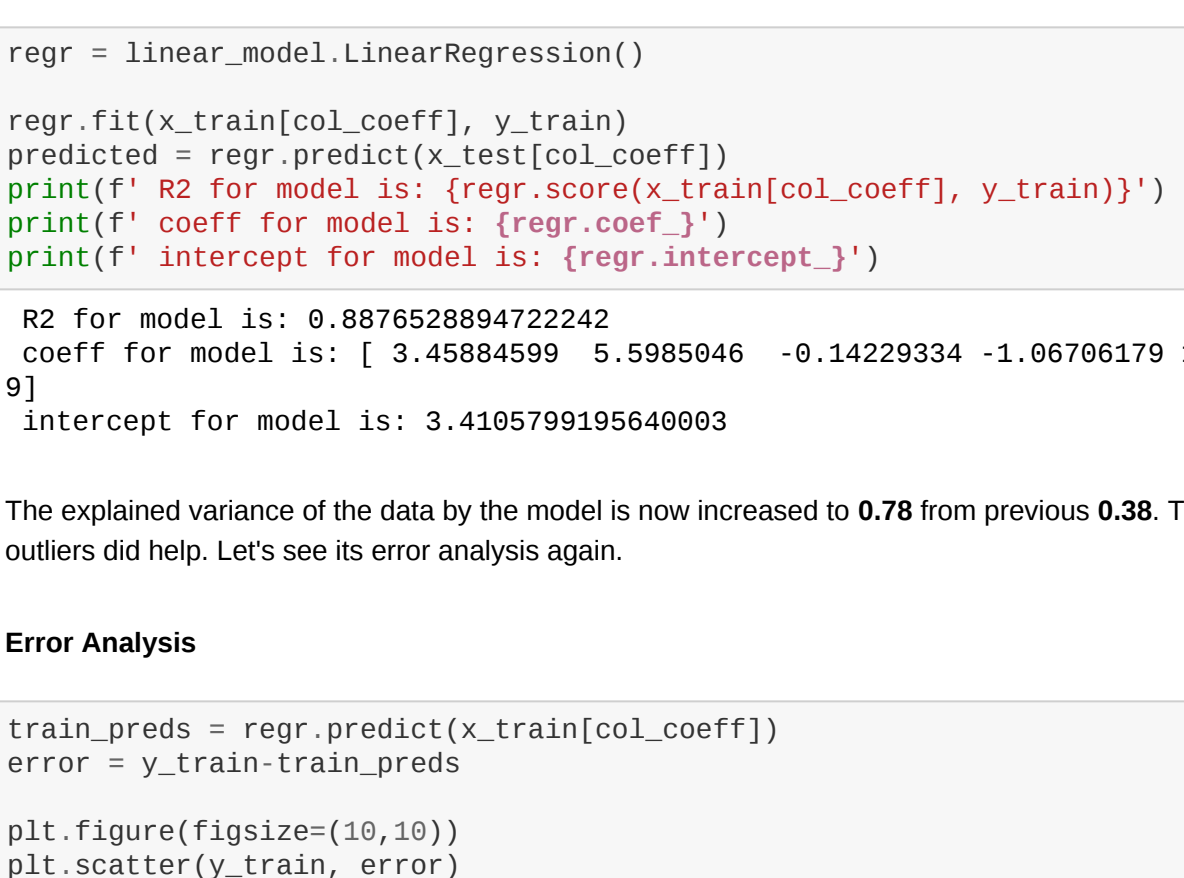 regr = linear_model.LinearRegression()
regr.fit(x_train[col_coeff], y_train)
predicted = regr.predict(x_test[col_coeff])
print(f' R2 for model is: {regr.score(x_train[col_coeff], y_train)}')
print(f' coeff for model is: {regr.coef_}')
print(f' intercept for model is: {regr.intercept_}')
R2 for model is: 0.8876528894722242
coeff for model is: [ 3.45884599 5.5985046 -0.14229334 -1.06706179
9]
intercept for model is: 3.4105799195640003
The explained variance of the data by the model is now increased to 0.78 from previous 0.38. T
outliers did help. Let's see its error analysis again.
Error Analysis
train_preds = regr.predict(x_train[col_coeff])
error = y_train-train_preds
plt.figure(figsize=(10,10))
plt.scatter(y_train, error)